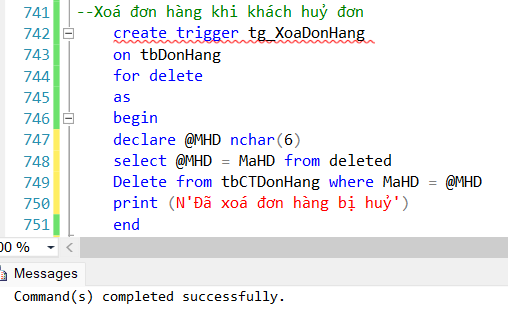 741 --Xoá đơn hàng khi khách huỷ đơn
742 create trigger tg_XoaDonHang
743 on tbDonHang
744 for delete
745 as
746 begin
747 declare @MHD nchar(6)
748 select @MHD = MaHD from deleted
749 Delete from tbCTDonHang where MaHD = @MHD
750 print (N'Đã xoá đơn hàng bị huỷ')
751 end
00 %
Messages
Command(s) completed successfully.